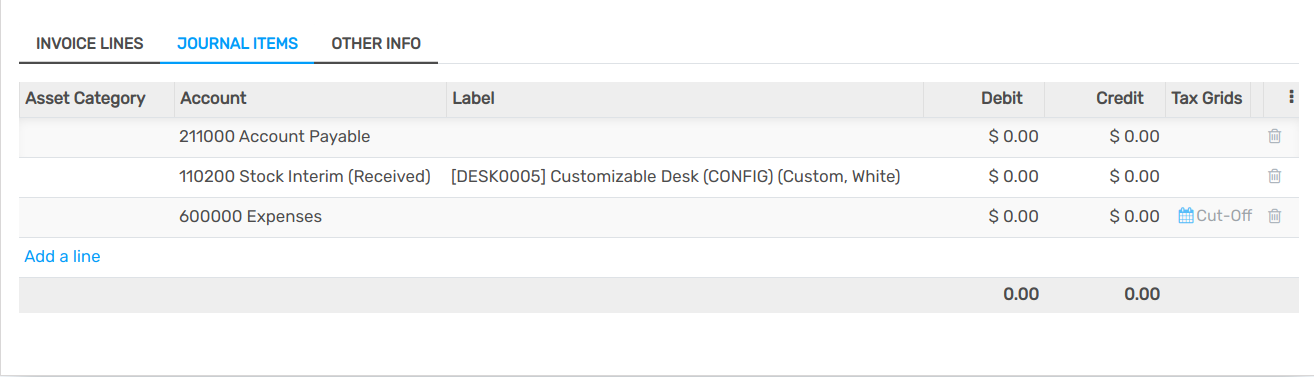 INVOICE LINES JOURNAL ITEMS OTHER INFO
Asset Category Account Label Debit Credit Tax Grids
211000 Account Payable $ 0.00 $ 0.00
110200 Stock Interim (Received) [DESK0005] Customizable Desk (CONFIG) (Custom, White) $ 0.00 $ 0.00
600000 Expenses $ 0.00 $ 0.00 Cut-Off
Add a line
0.00 0.00